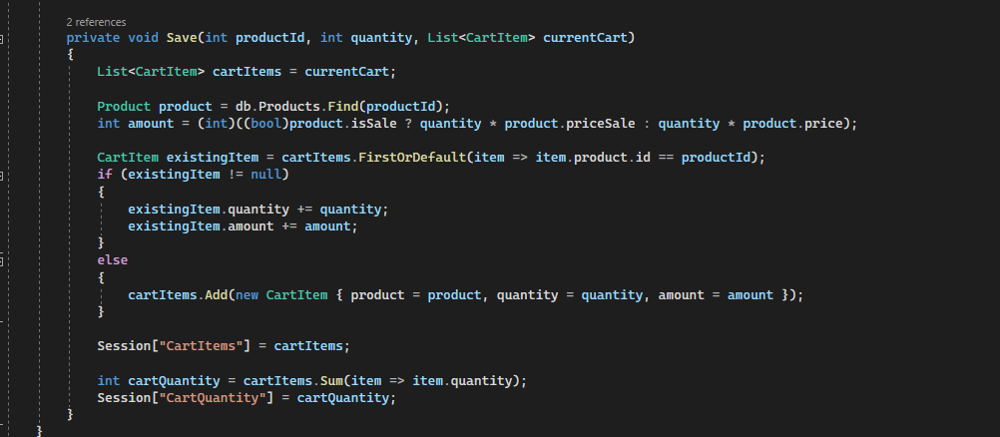 2 references
private void Save(int productId, int quantity, List<CartItem> currentCart)
{
List<CartItem> cartItems = currentCart;
Product product = db.Products.Find(productId);
int amount = (int)((bool)product.isSale ? quantity * product.priceSale : quantity * product.price);
CartItem existingItem = cartItems.FirstOrDefault(item => item.product.id == productId);
if (existingItem != null)
{
existingItem.quantity += quantity;
existingItem.amount += amount;
}
else
{
cartItems.Add(new CartItem { product = product, quantity = quantity, amount = amount });
}
Session["CartItems"] = cartItems;
int cartQuantity = cartItems.Sum(item => item.quantity);
Session["CartQuantity"] = cartQuantity;
}
}